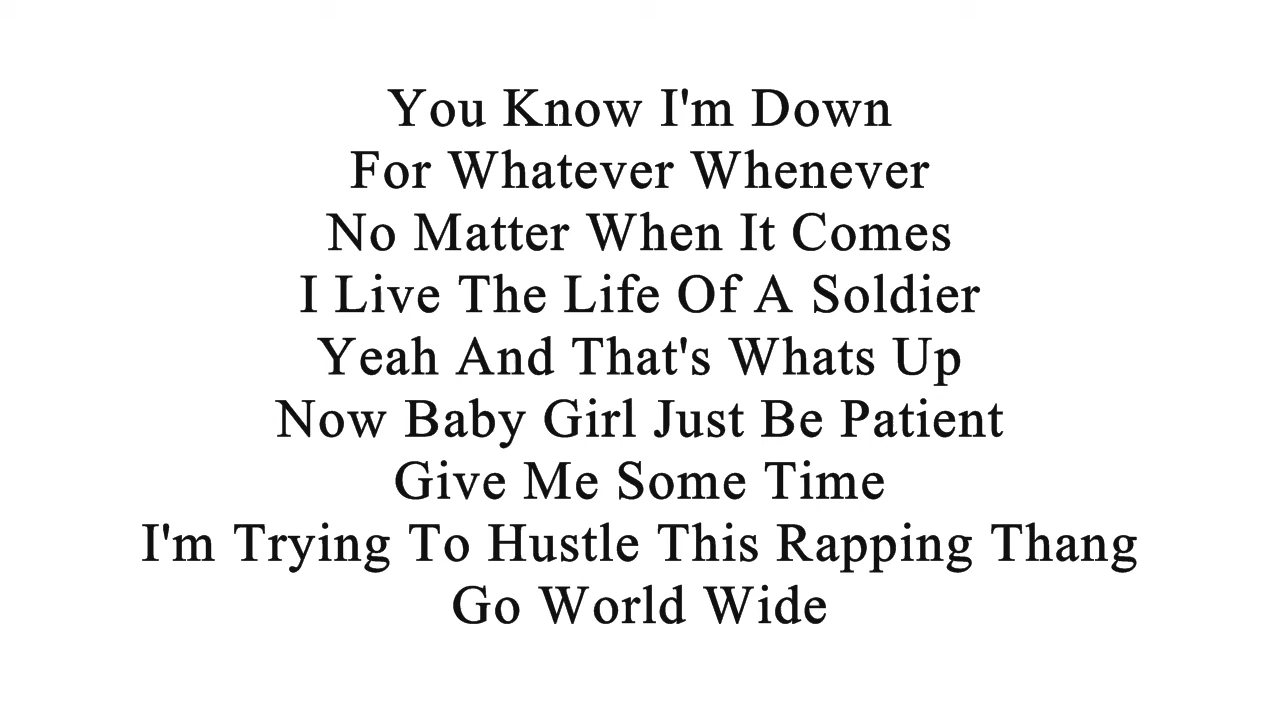 You Know I'm Down
For Whatever Whenever
No Matter When It Comes
I Live The Life Of A Soldier
Yeah And That's Whats Up
Now Baby Girl Just Be Patient
Give Me Some Time
I'm Trying To Hustle This Rapping Thang
Go World Wide